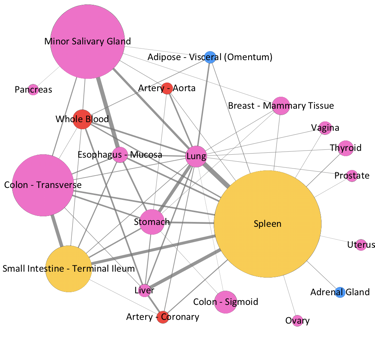 Minor Salivary Gland
Adipose - Visceral (Omentum)
Pancreas
Artery - Aorta
Breast - Mammary Tissue
Whole Blood
Vagina
Thyroid
Esophagus - Mucosa
Lung
Prostate
Colon - Transverse
Stomach
Spleen
Uterus
Small Intestine - Terminal Ileum
Liver
Adrenal Gland
Colon - Sigmoid
Artery - Coronary
Ovary